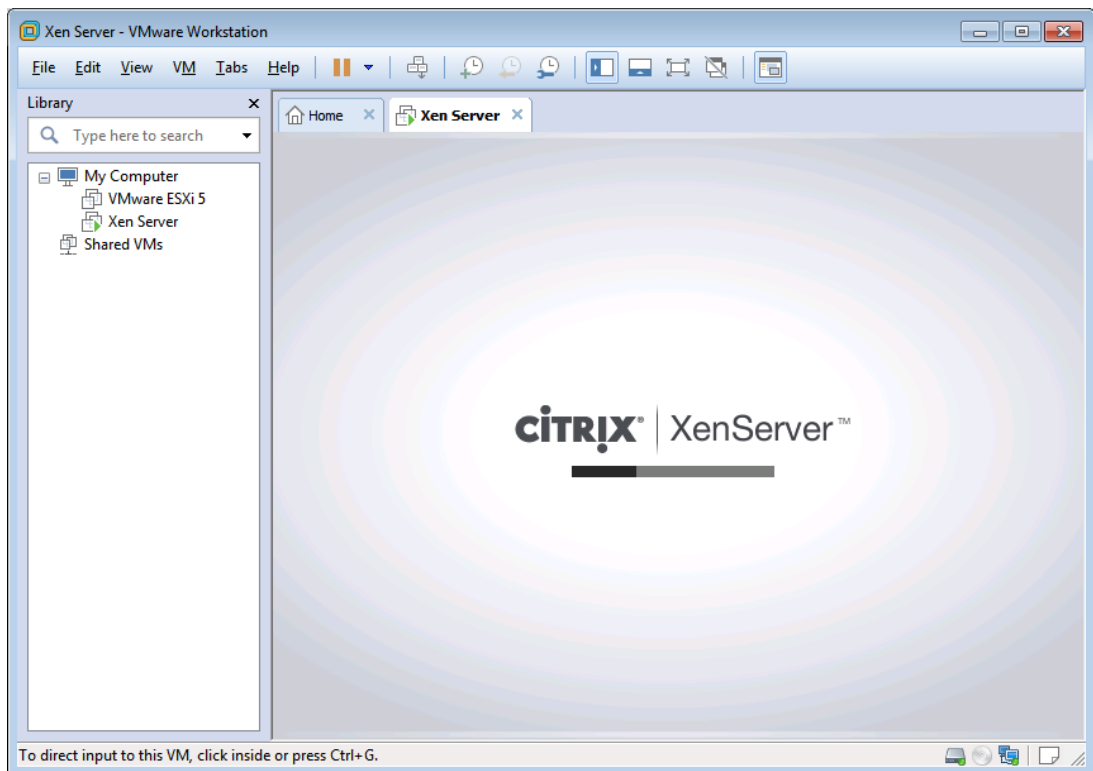 Xen Server - VMware Workstation
File Edit View VM Tabs Help
Library
Type here to search
My Computer
VMware ESXi 5
Xen Server
Shared VMs
Home
Xen Server
CİTRIX® XenServer™
To direct input to this VM, click inside or press Ctrl+G.